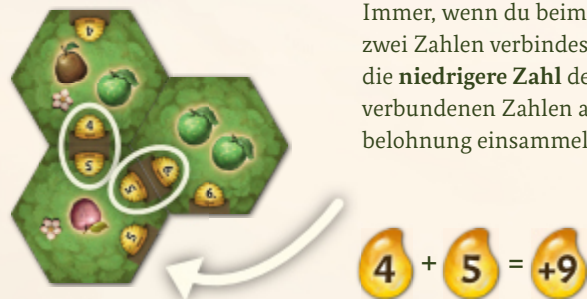 Immer, wenn du beim
zwei Zahlen verbindes
die niedrigere Zahl de
verbundenen Zahlen a
belohnung einsammel
4
4
5
5
6.
5
4 + 5 = +9